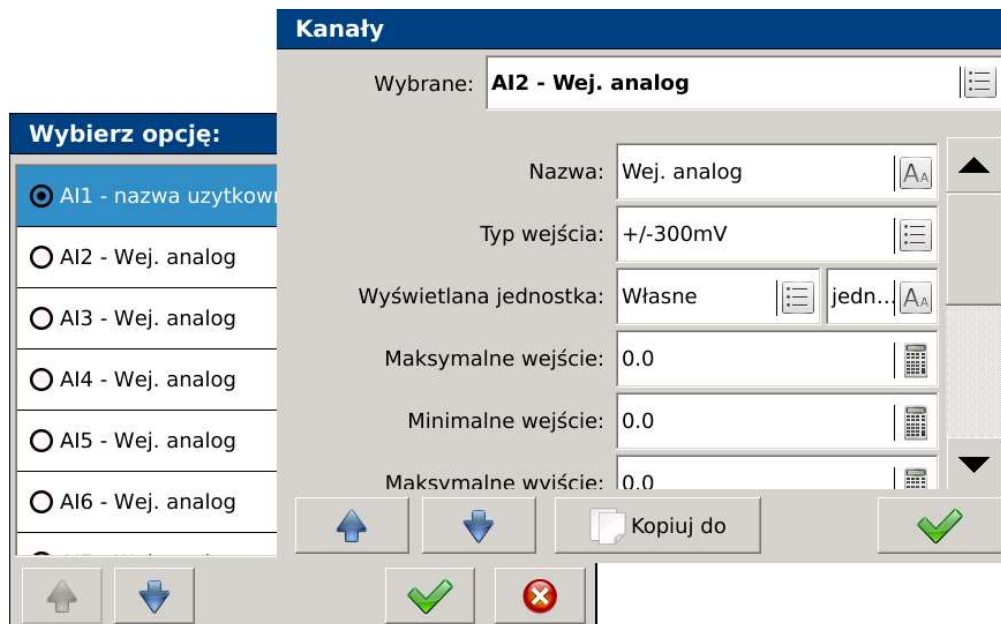 Kanały
Wybrane: AI2 - Wej. analog
Nazwa: Wej. analog
Typ wejścia: +/-300mV
Wyświetlana jednostka: Własne jedn...
Maksymalne wejście: 0.0
Minimalne wejście: 0.0
Maksymalne wyjście: 0.0
Kopiuj do
Wybierz opcję:
AI1 - nazwa uzytkown
AI2 - Wej. analog
AI3 - Wej. analog
AI4 - Wej. analog
AI5 - Wej. analog
AI6 - Wej. analog